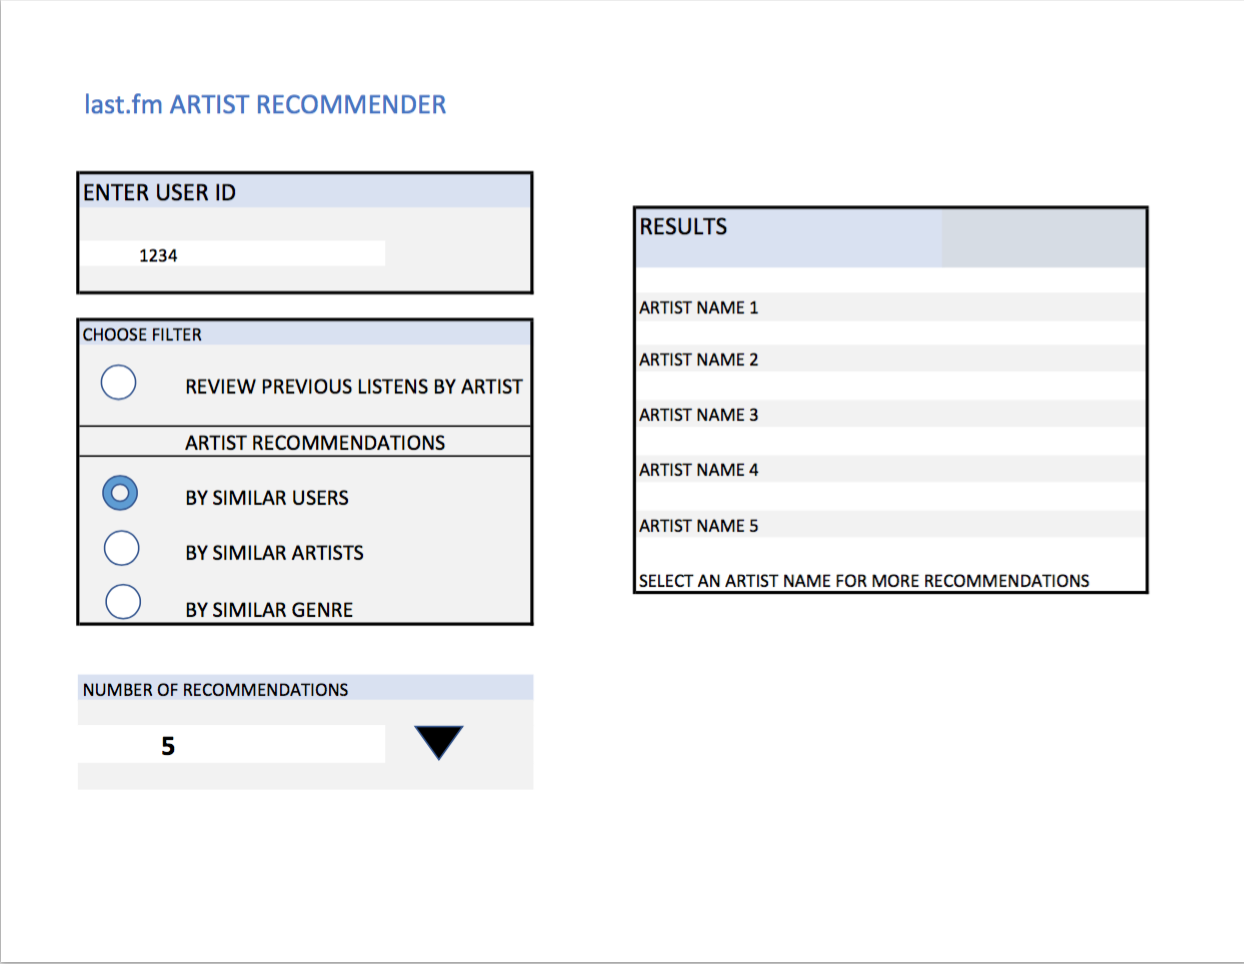 last.fm ARTIST RECOMMENDER
ENTER USER ID
1234
CHOOSE FILTER
REVIEW PREVIOUS LISTENS BY ARTIST
ARTIST RECOMMENDATIONS
BY SIMILAR USERS
BY SIMILAR ARTISTS
BY SIMILAR GENRE
NUMBER OF RECOMMENDATIONS
5
RESULTS
ARTIST NAME 1
ARTIST NAME 2
ARTIST NAME 3
ARTIST NAME 4
ARTIST NAME 5
SELECT AN ARTIST NAME FOR MORE RECOMMENDATIONS